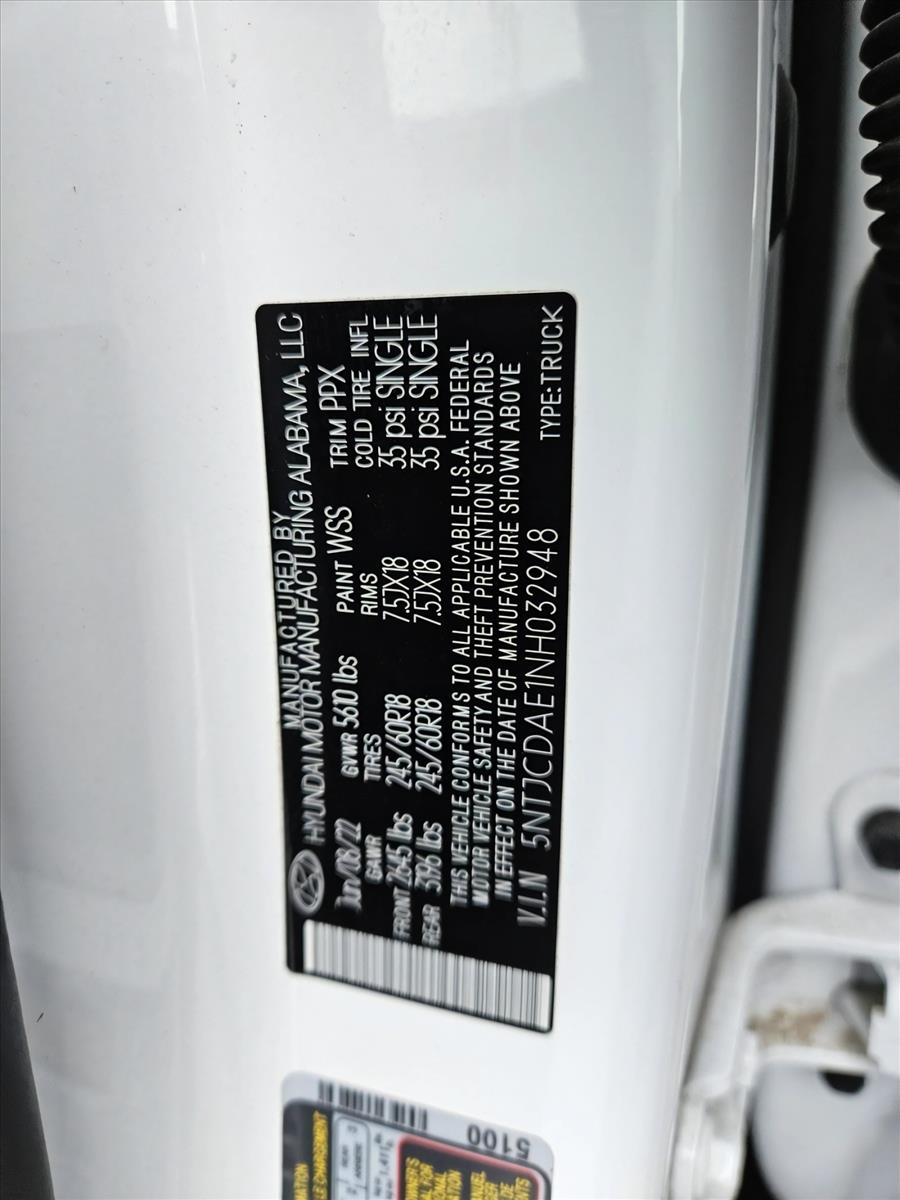 MANUFACTURED BY
HYUNDAI MOTOR MANUFACTURING ALABAMA, LLC
Jun/08/22 GVWR 5610 lbs PAINT WSS TRIM PPX
GAWR TIRES RIMS COLD TIRE INFL
FRONT 2645 lbs 245/60R18 7.5JX18 35 psi SINGLE
REAR 3196 lbs 245/60R18 7.5JX18 35 psi SINGLE
THIS VEHICLE CONFORMS TO ALL APPLICABLE U.S.A. FEDERAL
MOTOR VEHICLE SAFETY AND THEFT PREVENTION STANDARDS
IN EFFECT ON THE DATE OF MANUFACTURE SHOWN ABOVE
V.I.N 5NTJCDAE1NH032948 TYPE:TRUCK
5100
REAR 3